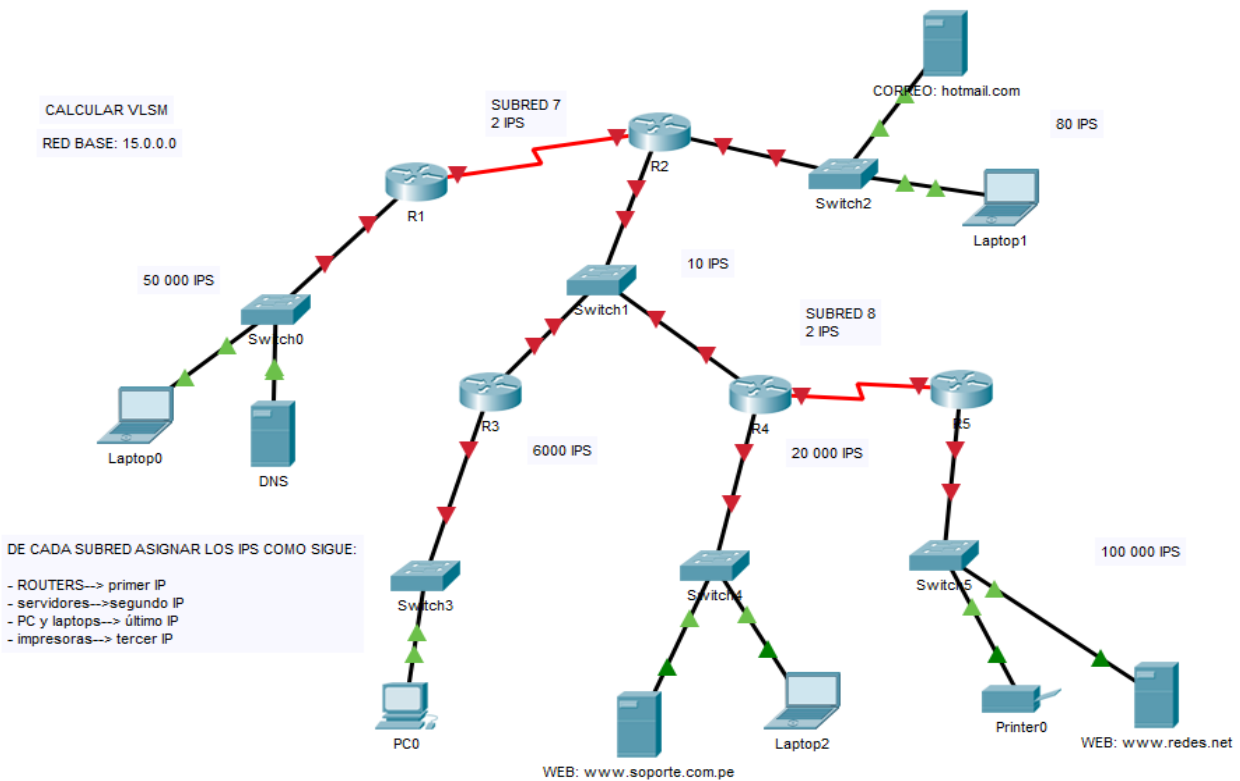 CALCULAR VLSM
RED BASE: 15.0.0.0
SUBRED 7
2 IPS
R2
CORREO: hotmail.com
80 IPS
R1
Switch2
Laptop1
50 000 IPS
10 IPS
Switch0
Switch1
SUBRED 8
2 IPS
Laptop0
DNS
R3
R4
R5
6000 IPS
20 000 IPS
100 000 IPS
DE CADA SUBRED ASIGNAR LOS IPS COMO SIGUE:
- ROUTERS--> primer IP
- servidores-->segundo IP
- PC y laptops--> último IP
- impresoras--> tercer IP
Switch3
Switch4
Switch5
PC0
WEB: www.soporte.com.pe
Laptop2
Printer0
WEB: www.redes.net